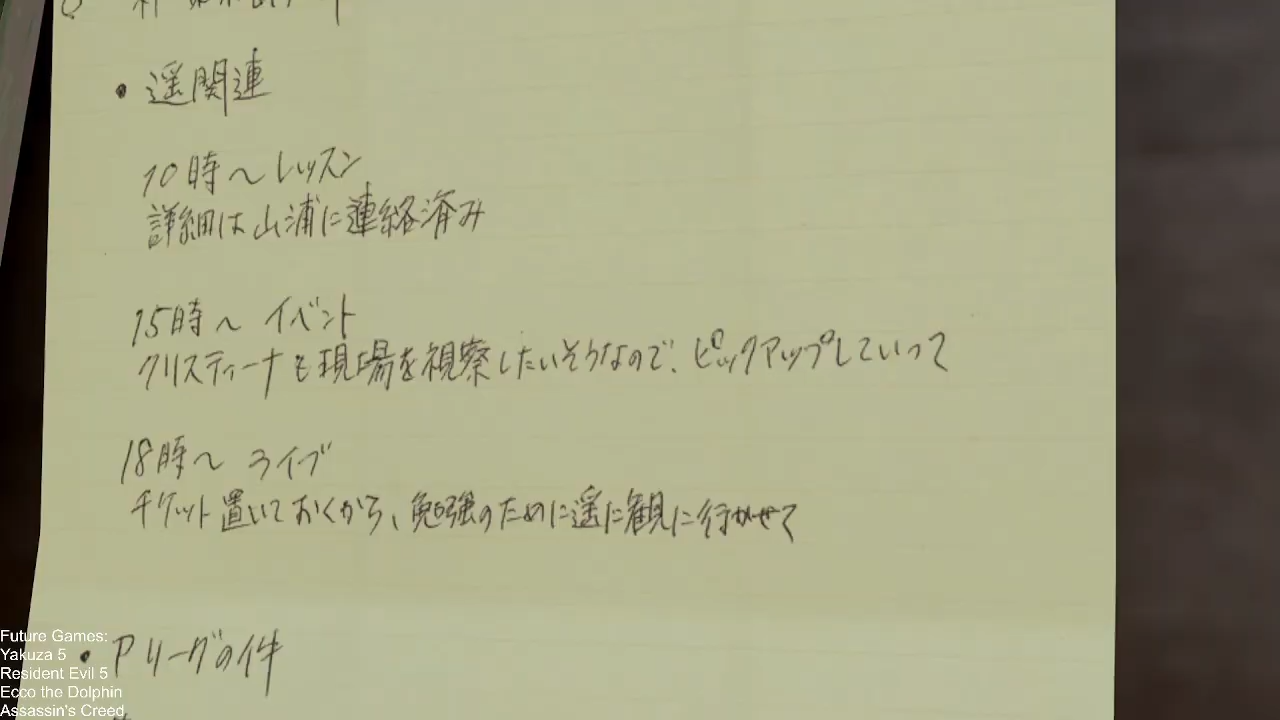 ・遥関連
10時～レッスン
詳細は山浦に連絡済み
15時～ イベント
クリスティーナも現場を視察したいそうなので、ピックアップしていって
18時～ ライブ
チケット置いておくから、勉強のために遥に観に行かせて
・Pリーグの件
Future Games:
Yakuza 5
Resident Evil 5
Ecco the Dolphin
Assassin's Creed